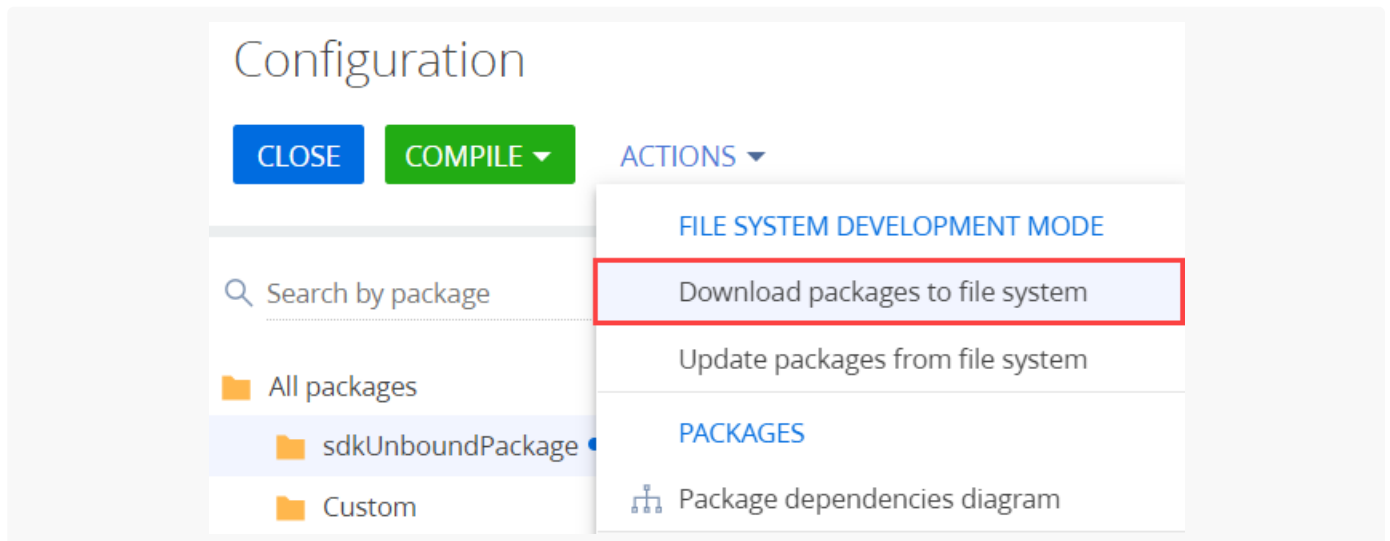 Configuration
CLOSE
COMPILE
ACTIONS
FILE SYSTEM DEVELOPMENT MODE
Download packages to file system
Search by package
Update packages from file system
All packages
PACKAGES
sdkUnboundPackage
Package dependencies diagram
Custom